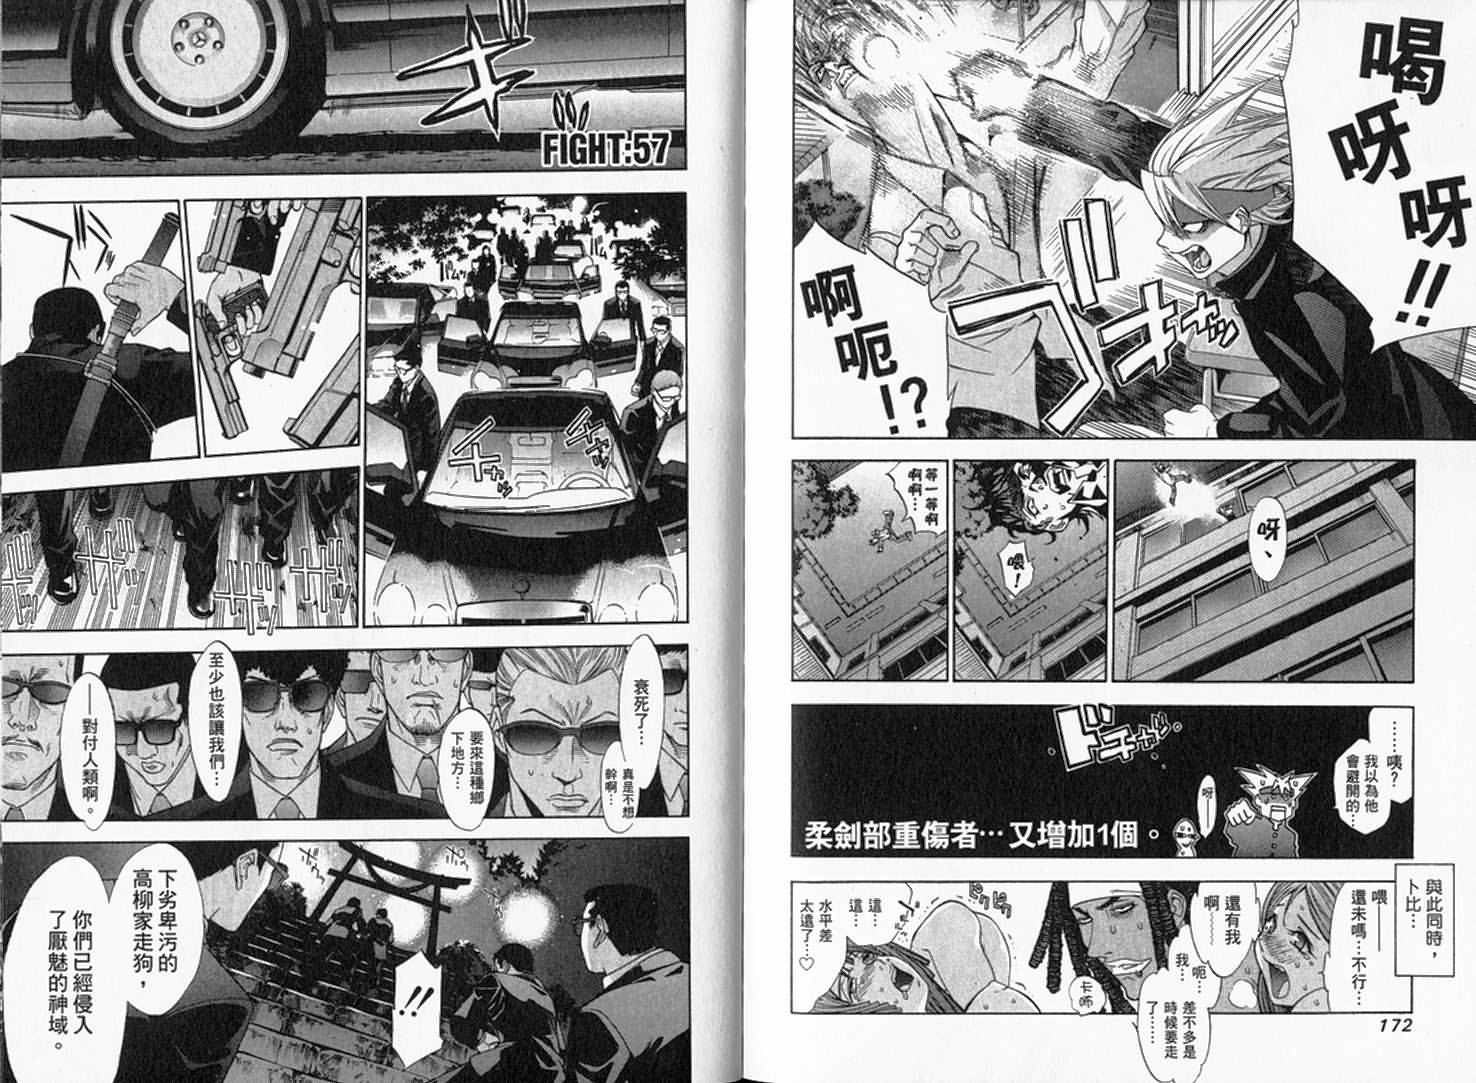 喝
呀
呀!!
啊
呃!?
呀、
喂!
等一等啊
啊啊…
……咦?
我以為他
會避開的…
呀——
柔劍部重傷者…又增加1個。
與此同時,
卜比…
喂——
還未嗎…不行…
還有我
啊~~~~
呃…
我…
差不多是
時候要走
了……
卡唦
這…
這…
水平差
太遠了…♡
172
FIGHT:57
衰死了…
真是不想
幹啊…
要來這種鄉
下地方…
至少也該讓我們…
——對付人類啊。
!!
下劣卑污的
高柳家走狗,
你們已經侵入
了厭魅的神域。